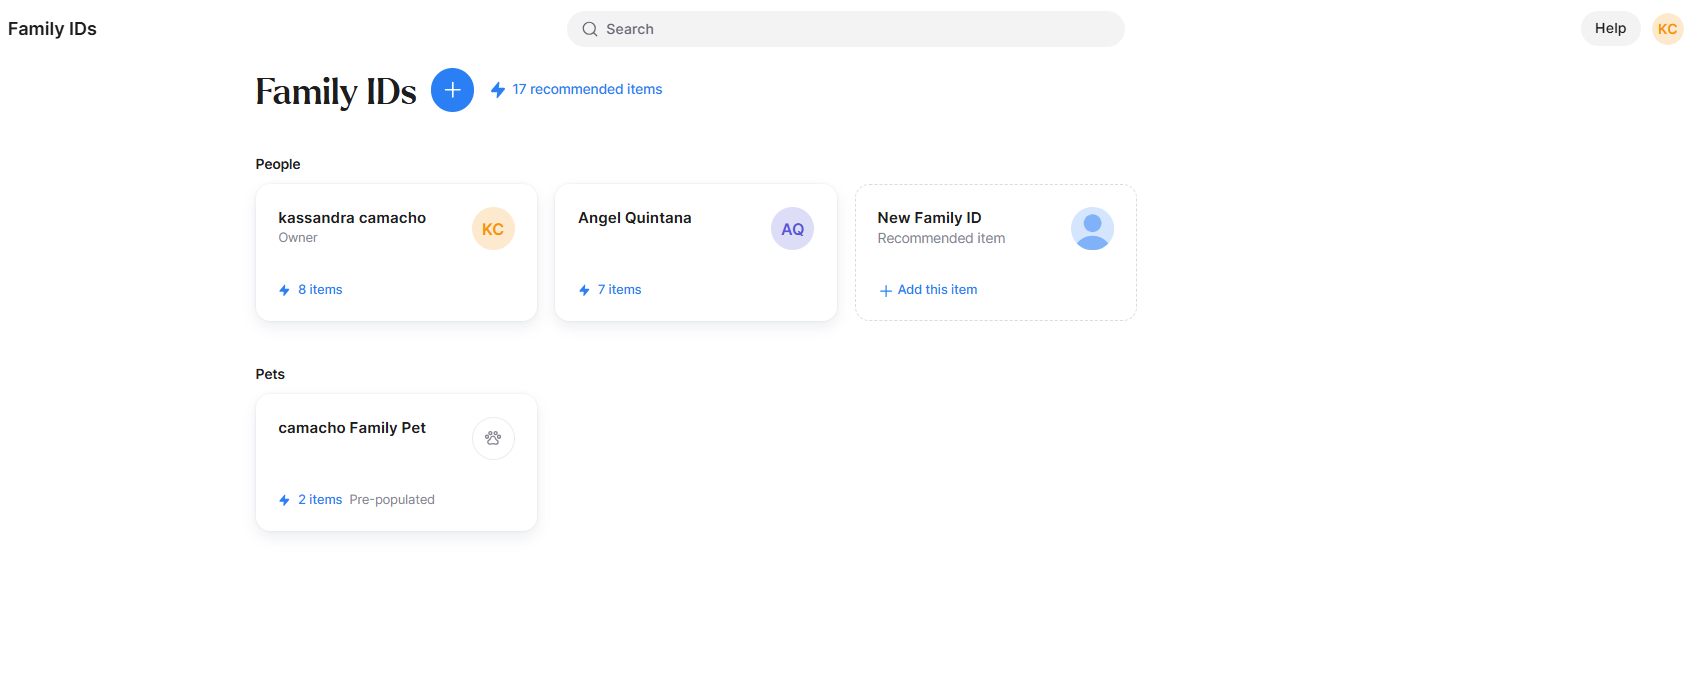 Family IDs
Search
Help
KC
Family IDs
17 recommended items
People
kassandra camacho
Owner
KC
8 items
Angel Quintana
AQ
7 items
New Family ID
Recommended item
Add this item
Pets
camacho Family Pet
2 items Pre-populated